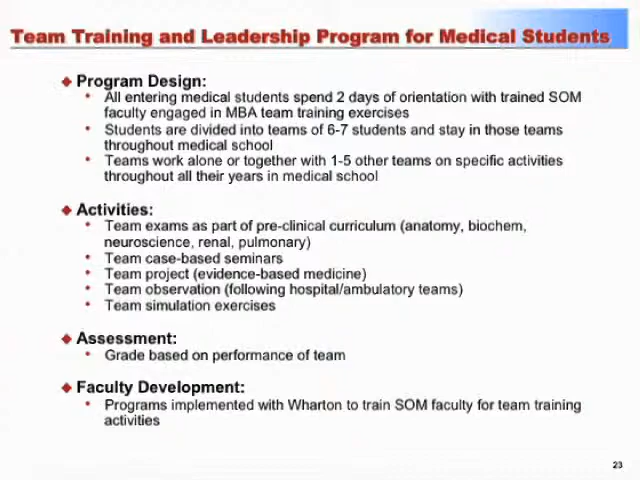 Team Training and Leadership Program for Medical Students
◆ Program Design:
• All entering medical students spend 2 days of orientation with trained SOM
faculty engaged in MBA team training exercises
• Students are divided into teams of 6-7 students and stay in those teams
throughout medical school
• Teams work alone or together with 1-5 other teams on specific activities
throughout all their years in medical school
◆ Activities:
• Team exams as part of pre-clinical curriculum (anatomy, biochem,
neuroscience, renal, pulmonary)
• Team case-based seminars
• Team project (evidence-based medicine)
• Team observation (following hospital/ambulatory teams)
• Team simulation exercises
◆ Assessment:
• Grade based on performance of team
◆ Faculty Development:
• Programs implemented with Wharton to train SOM faculty for team training
activities
23